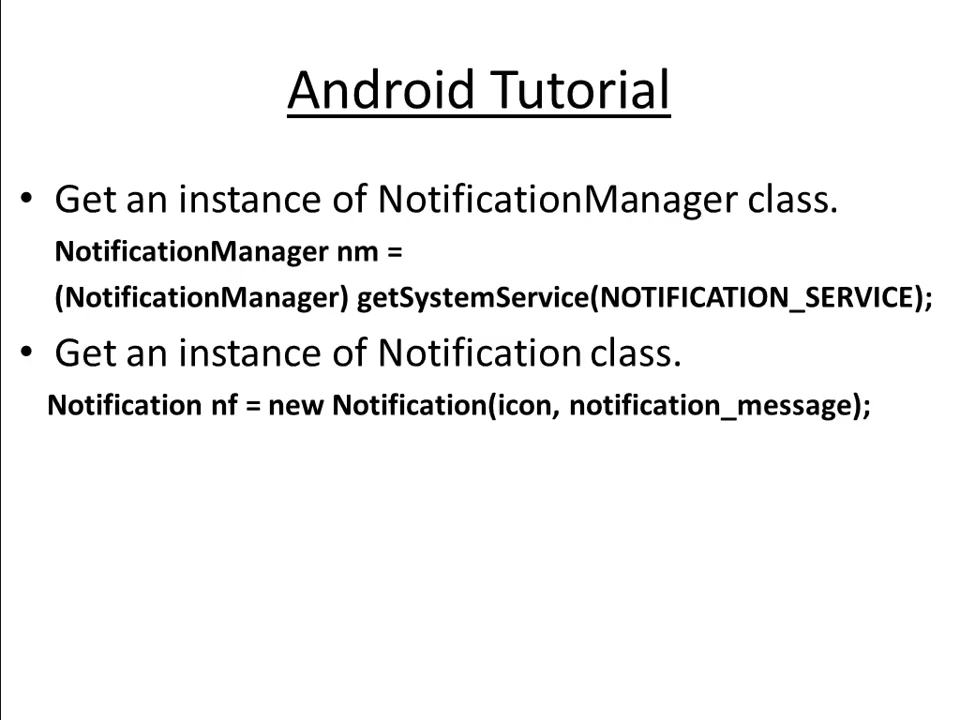 Android Tutorial
• Get an instance of NotificationManager class.
NotificationManager nm =
(NotificationManager) getSystemService(NOTIFICATION_SERVICE);
• Get an instance of Notification class.
Notification nf = new Notification(icon, notification_message);